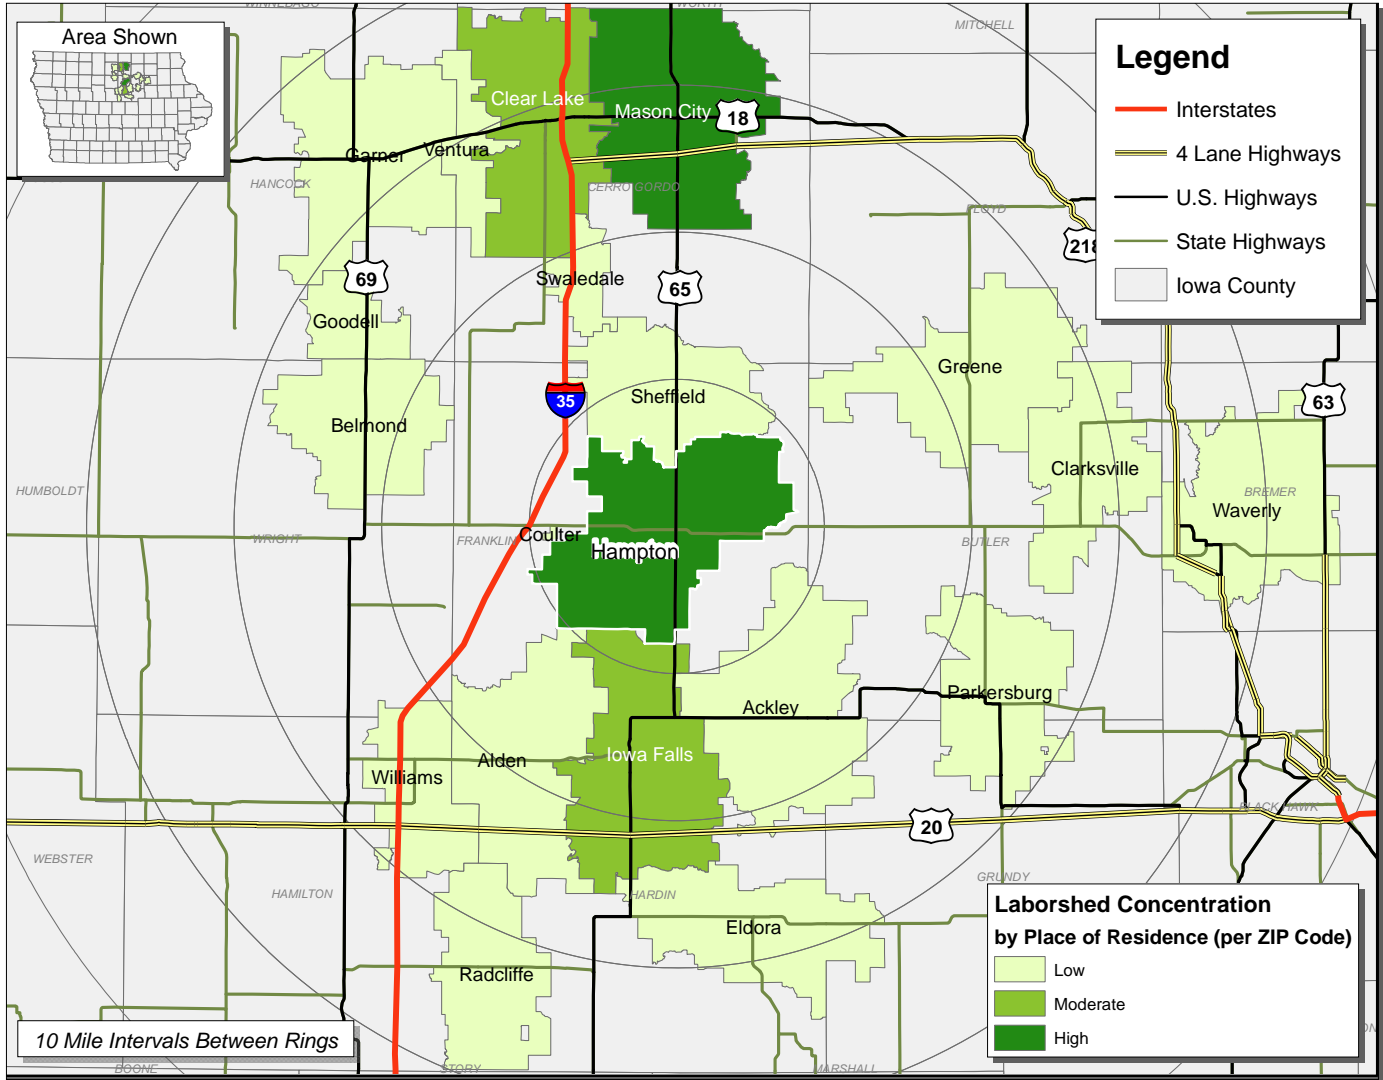 WINNEBAGO
WORTH
MITCHELL
Area Shown
Legend
Interstates
4 Lane Highways
U.S. Highways
State Highways
Iowa County
Clear Lake
Mason City
18
Garner
Ventura
HANCOCK
CERRO GORDO
FLOYD
218
69
Swaledale
65
Goodell
Greene
35
Sheffield
63
Belmond
Clarksville
HUMBOLDT
BREMER
Waverly
WRIGHT
FRANKLIN
Coulter
Hampton
BUTLER
Parkersburg
Ackley
Iowa Falls
Alden
Williams
20
BLACK HAWK
WEBSTER
HAMILTON
HARDIN
GRUNDY
Eldora
Radcliffe
Laborshed Concentration
by Place of Residence (per ZIP Code)
Low
Moderate
High
10 Mile Intervals Between Rings
BOONE
STORY
MARSHALL